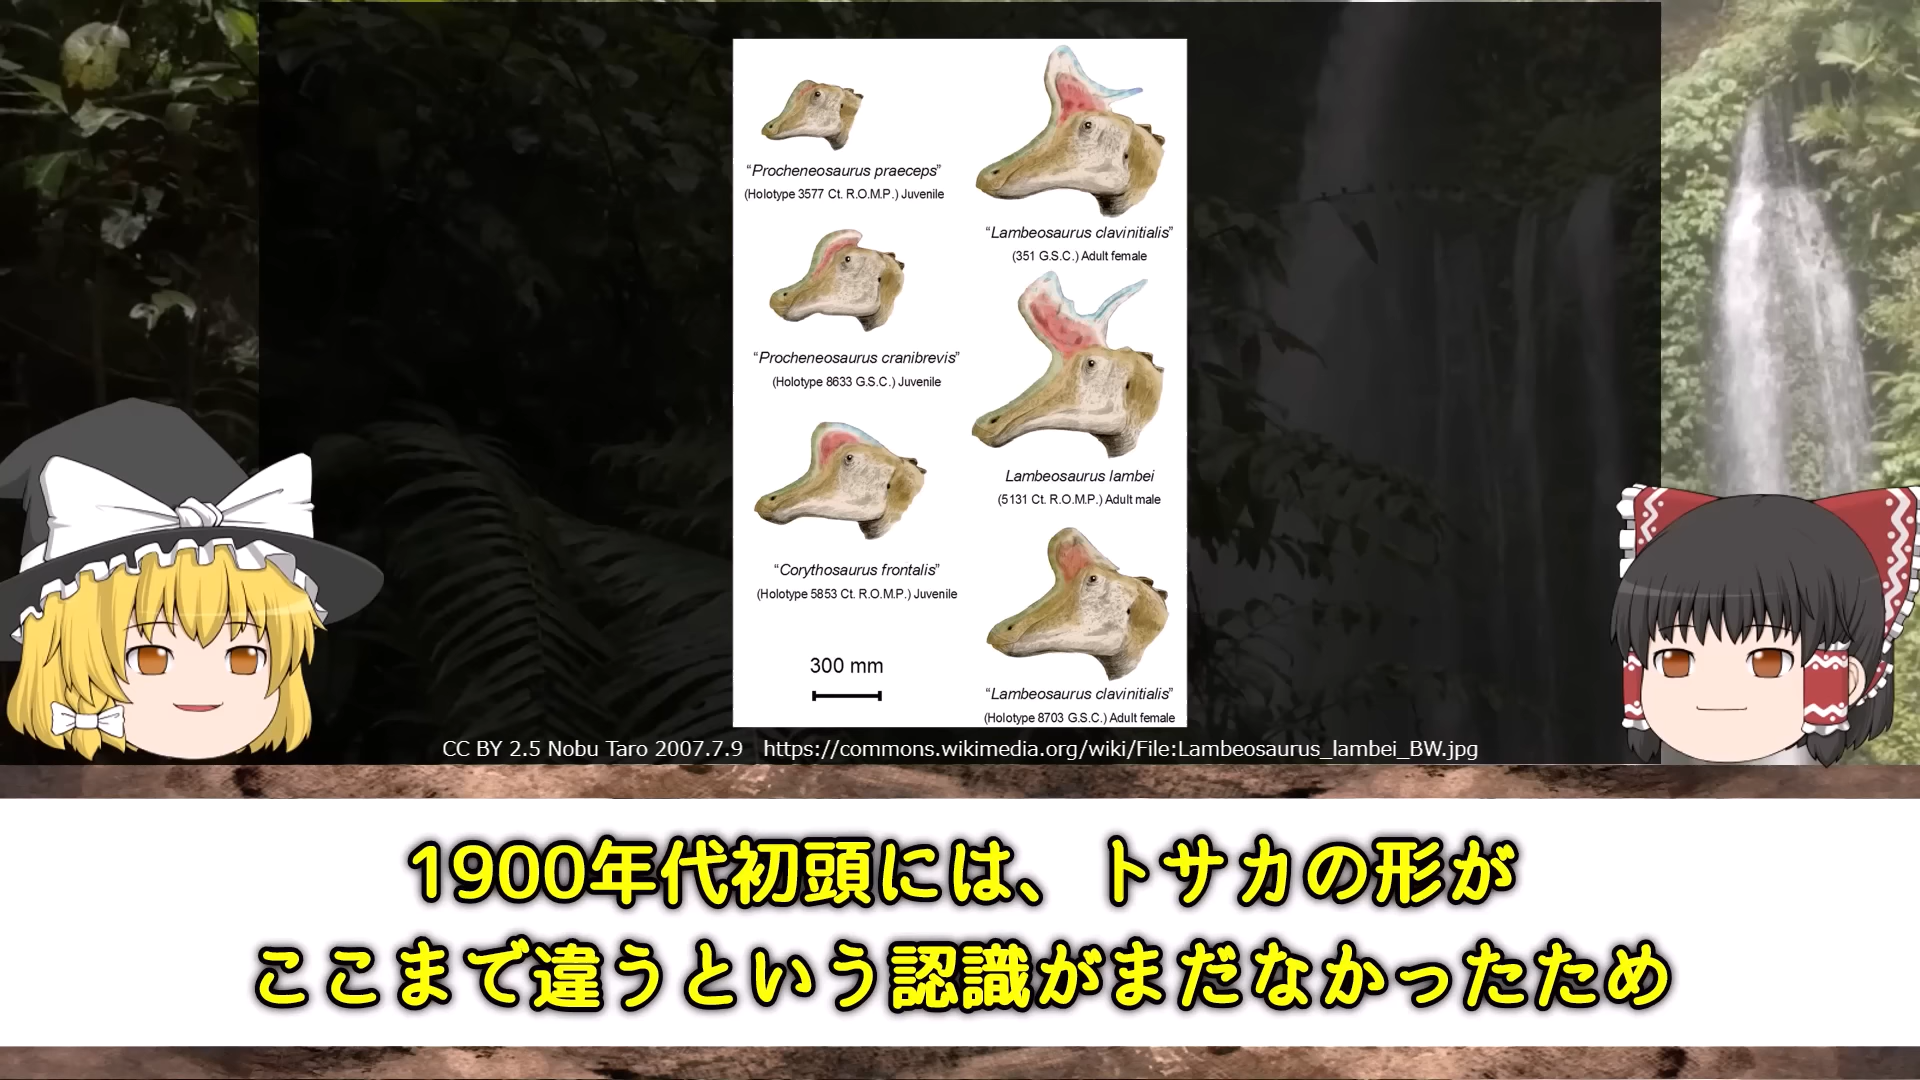 “Procheneosaurus praeceps”
(Holotype 3577 Ct. R.O.M.P.) Juvenile
“Procheneosaurus cranibrevis”
(Holotype 8633 G.S.C.) Juvenile
“Corythosaurus frontalis”
(Holotype 5853 Ct. R.O.M.P.) Juvenile
300 mm
“Lambeosaurus clavinitialis”
(351 G.S.C.) Adult female
Lambeosaurus lambei
(5131 Ct. R.O.M.P.) Adult male
“Lambeosaurus clavinitialis”
(Holotype 8703 G.S.C.) Adult female
CC BY 2.5 Nobu Taro 2007.7.9 https://commons.wikimedia.org/wiki/File:Lambeosaurus_lambei_BW.jpg
1900年代初頭には、トサカの形が
ここまで違うという認識がまだなかったため